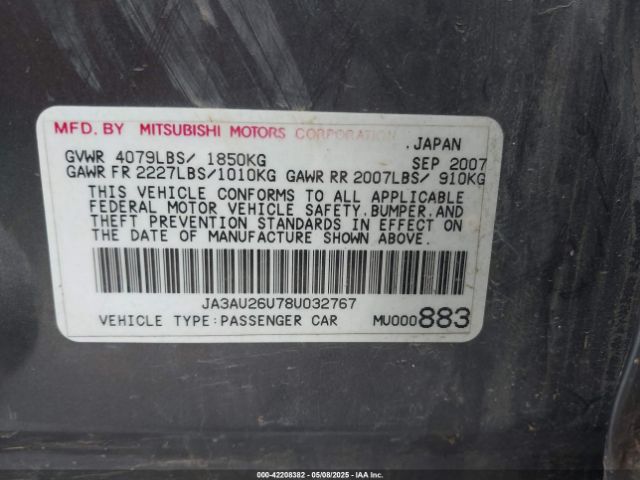 MFD. BY MITSUBISHI MOTORS CORPORATION, JAPAN
GVWR 4079LBS/ 1850KG SEP 2007
GAWR FR 2227LBS/1010KG GAWR RR 2007LBS/ 910KG
THIS VEHICLE CONFORMS TO ALL APPLICABLE
FEDERAL MOTOR VEHICLE SAFETY,BUMPER,AND
THEFT PREVENTION STANDARDS IN EFFECT ON
THE DATE OF MANUFACTURE SHOWN ABOVE.
JA3AU26U78U032767
VEHICLE TYPE:PASSENGER CAR MU000883
000-42208382 - 05/08/2025 - IAAI, Inc.